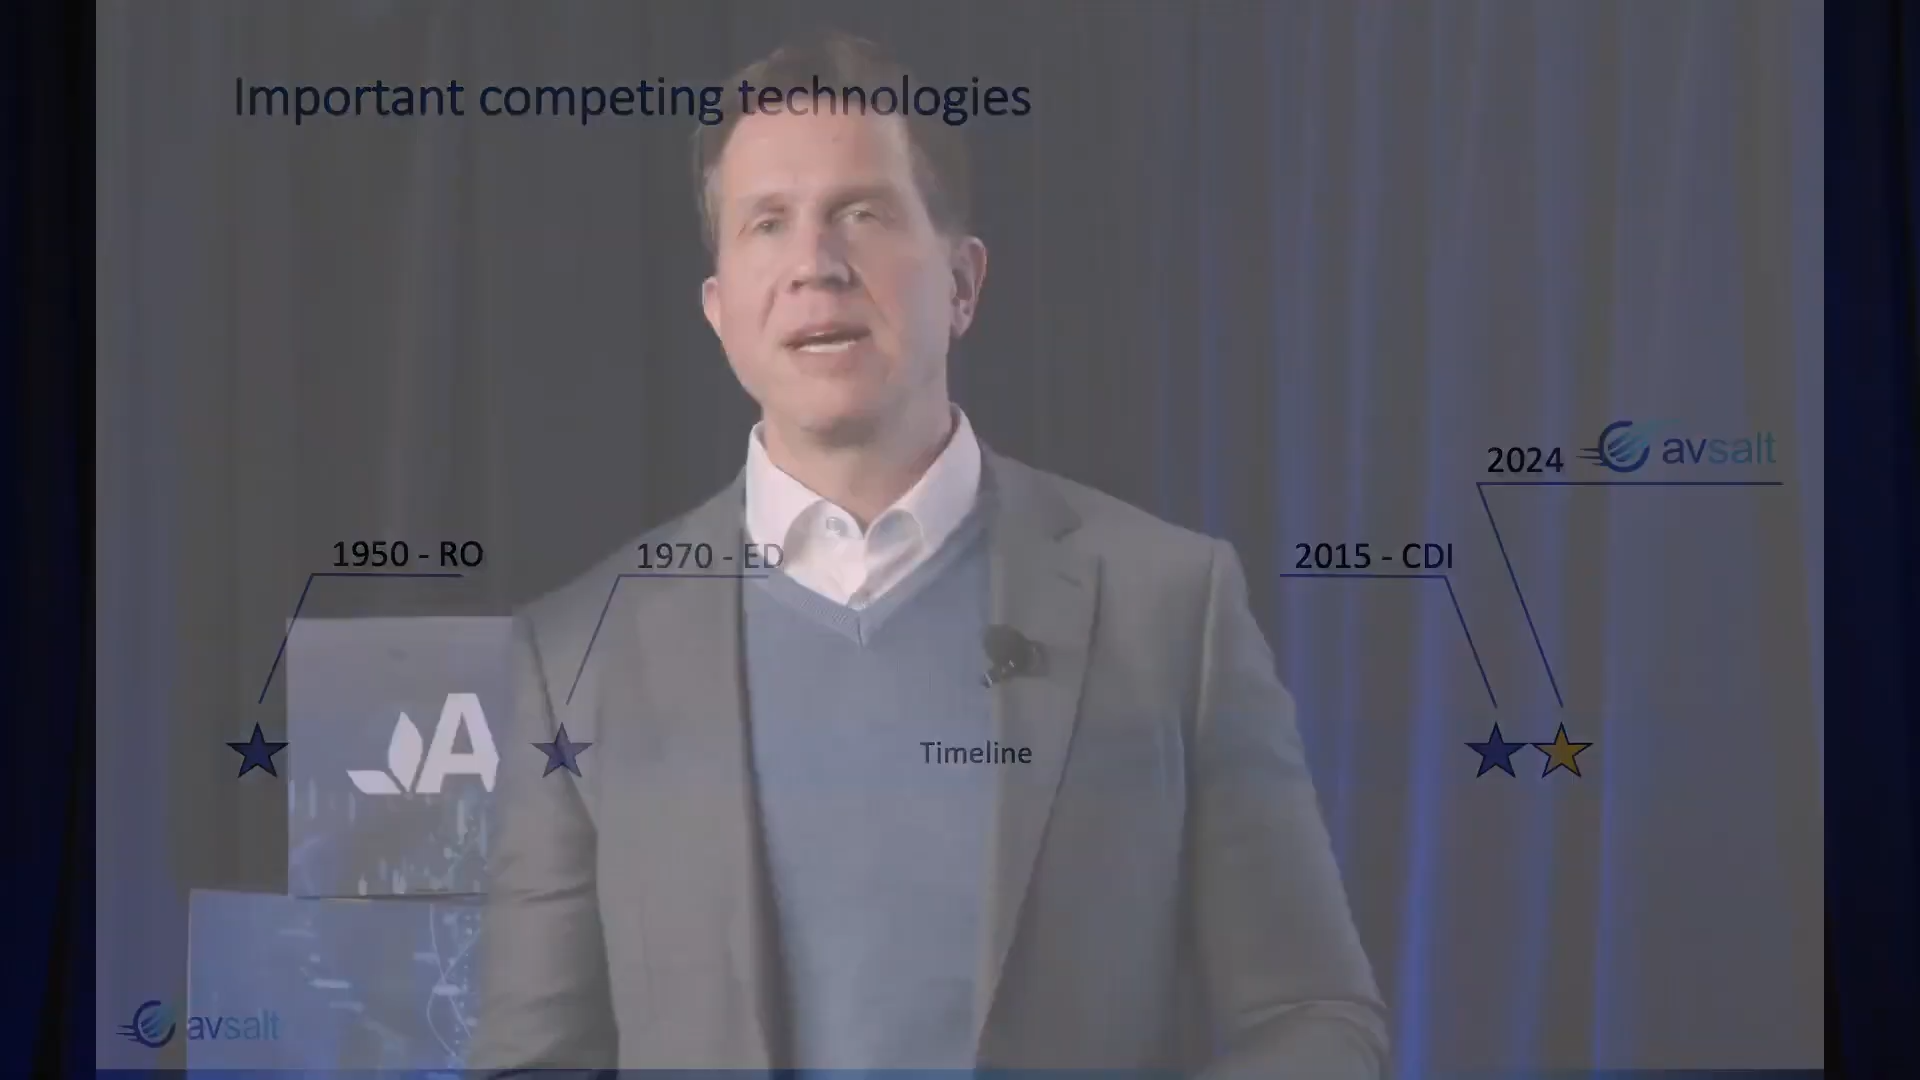 Important competing technologies
2024 avsalt
1950 - RO
1970 - ED
2015 - CDI
A
Timeline
avsalt